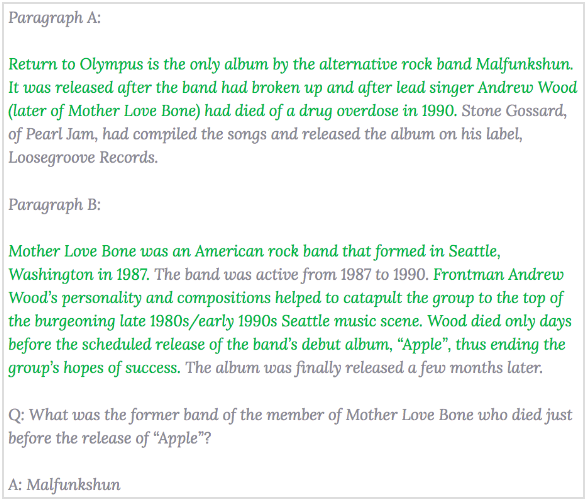 Paragraph A:
Return to Olympus is the only album by the alternative rock band Malfunkshun.
It was released after the band had broken up and after lead singer Andrew Wood
(later of Mother Love Bone) had died of a drug overdose in 1990. Stone Gossard,
of Pearl Jam, had compiled the songs and released the album on his label,
Loosegroove Records.
Paragraph B:
Mother Love Bone was an American rock band that formed in Seattle,
Washington in 1987. The band was active from 1987 to 1990. Frontman Andrew
Wood’s personality and compositions helped to catapult the group to the top of
the burgeoning late 1980s/early 1990s Seattle music scene. Wood died only days
before the scheduled release of the band’s debut album, “Apple”, thus ending the
group’s hopes of success. The album was finally released a few months later.
Q: What was the former band of the member of Mother Love Bone who died just
before the release of “Apple”?
A: Malfunkshun